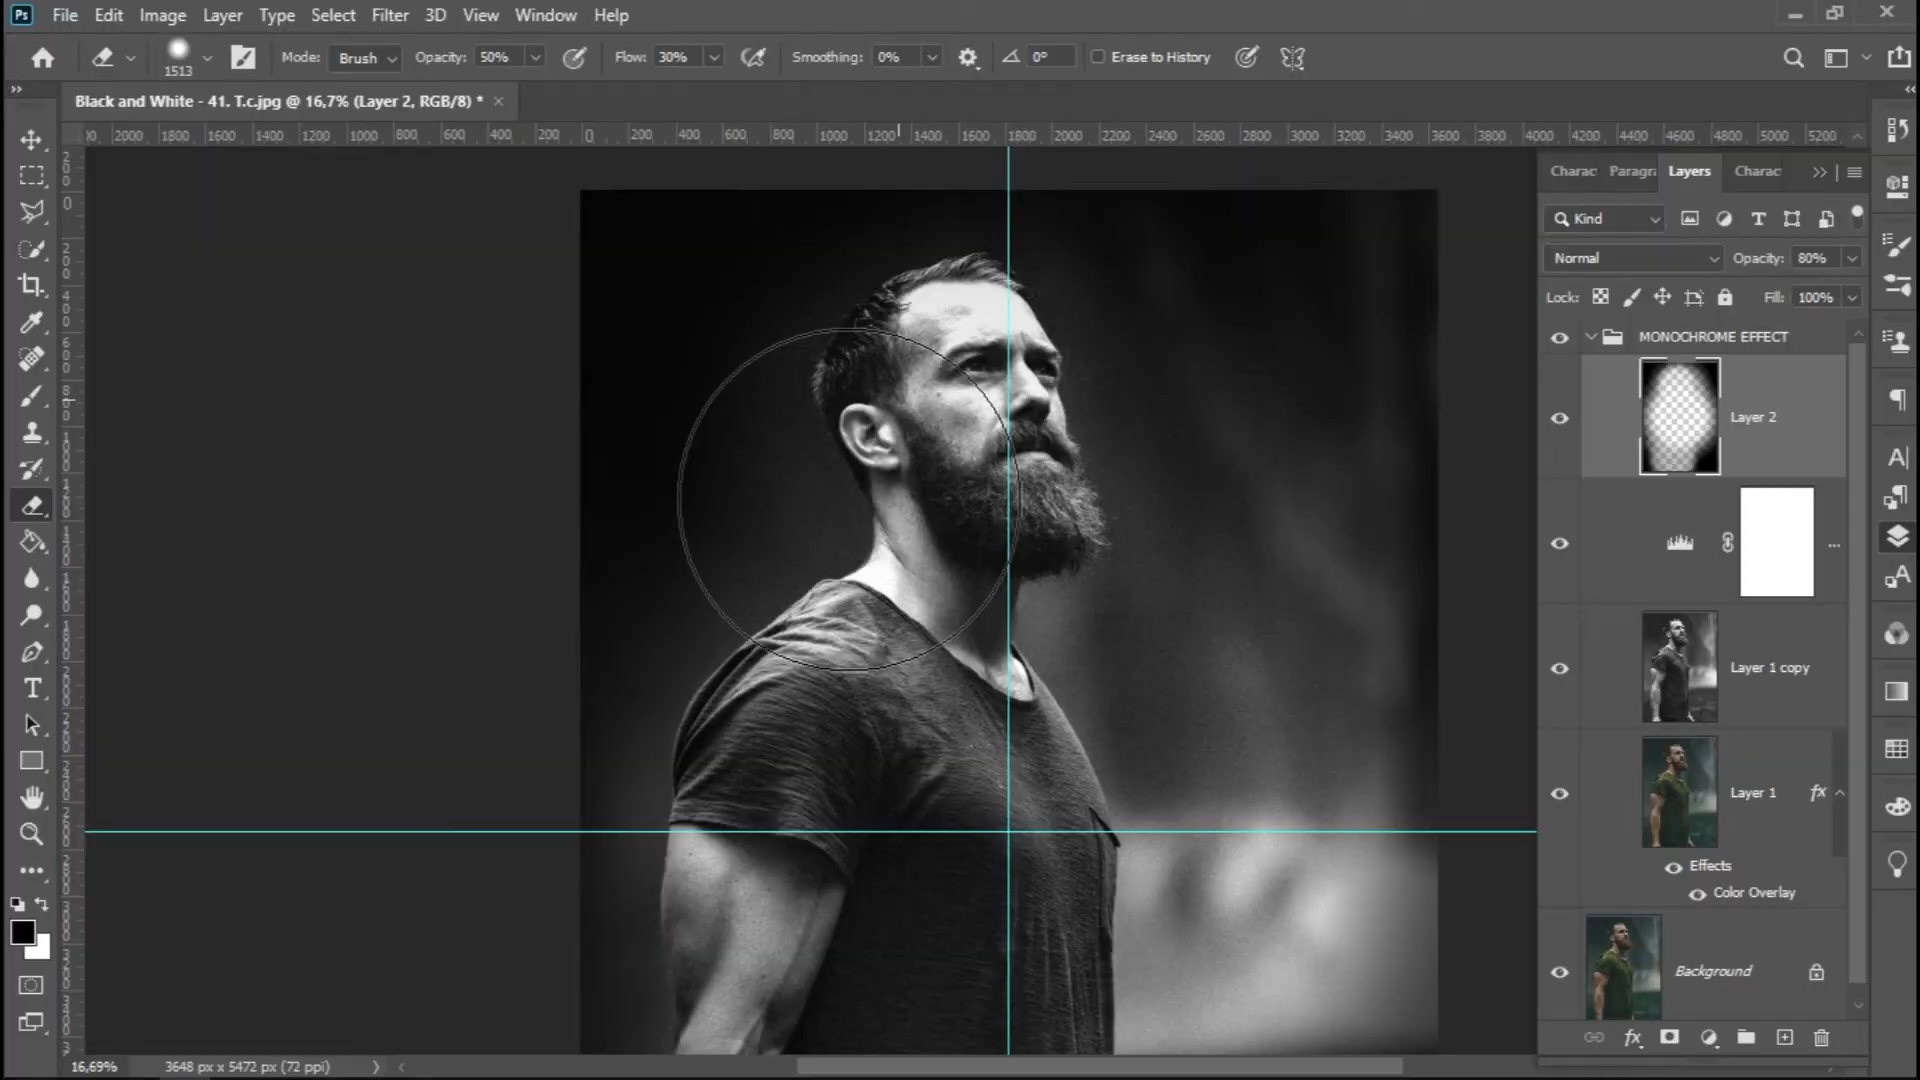 Ps File Edit Image Layer Type Select Filter 3D View Window Help
1513 Mode: Brush Opacity: 50% Flow: 30% Smoothing: 0% 0° Erase to History
Black and White - 41. T.c.jpg @ 16,7% (Layer 2, RGB/8) * ×
2000 1800 1600 1400 1200 1000 800 600 400 200 0 200 400 600 800 1000 1200 1400 1600 1800 2000 2200 2400 2600 2800 3000 3200 3400 3600 3800 4000 4200 4400 4600 4800 5000 5200
Charac Paragra Layers Charac
Kind
Normal Opacity: 80%
Lock: Fill: 100%
MONOCHROME EFFECT
Layer 2
Layer 1 copy
Layer 1 fx
Effects
Color Overlay
Background
fx
16,69% 3648 px x 5472 px (72 ppi)